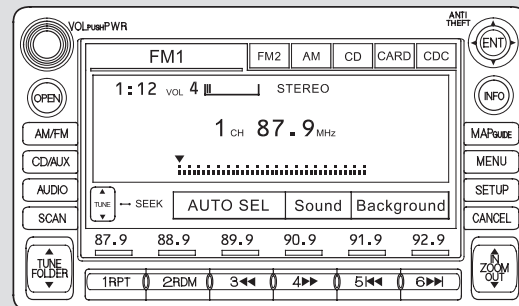 VOL PUSH PWR
ANTI THEFT
ENT
FM1 FM2 AM CD CARD CDC
OPEN
1:12 VOL 4 STEREO
INFO
1 CH 87.9 MHz
AM/FM
MAP GUIDE
CD/AUX
MENU
AUDIO
SETUP
TUNE ↔ SEEK AUTO SEL Sound Background
SCAN
CANCEL
87.9 88.9 89.9 90.9 91.9 92.9
TUNE
FOLDER
IN
ZOOM
OUT
1RPT 2RDM 3◀◀ 4▶▶ 5|◀◀ 6▶▶|